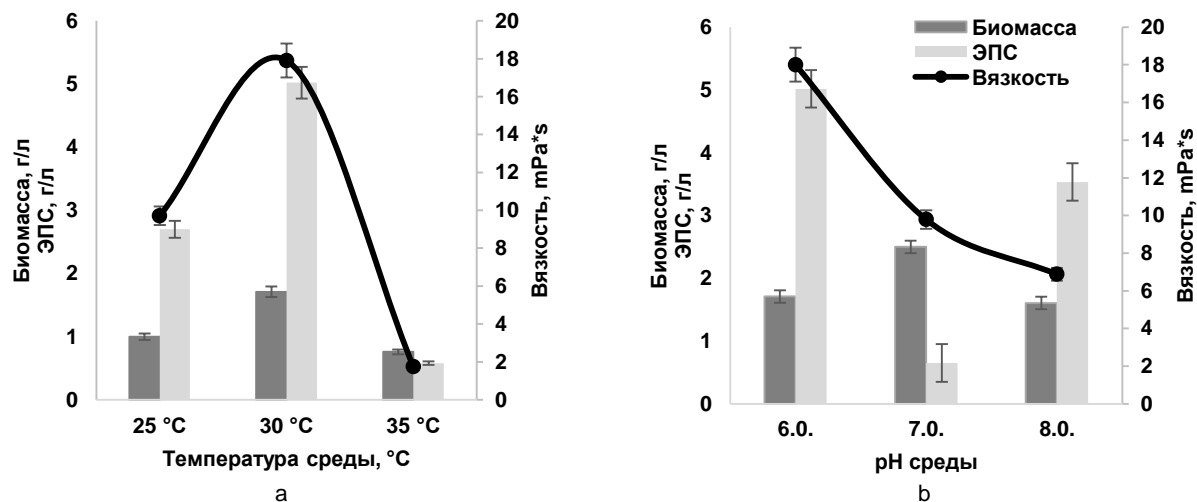 6
5
4
3
2
1
0
Биомасса, г/л
ЭПС, г/л
20
18
16
14
12
10
8
6
4
2
0
Вязкость, mPa*s
25 °C
30 °C
35 °C
Температура среды, °C
a
6
5
4
3
2
1
0
Биомасса, г/л
ЭПС, г/л
Биомасса
ЭПС
Вязкость
20
18
16
14
12
10
8
6
4
2
0
Вязкость, mPa*s
6.0.
7.0.
8.0.
pH среды
b